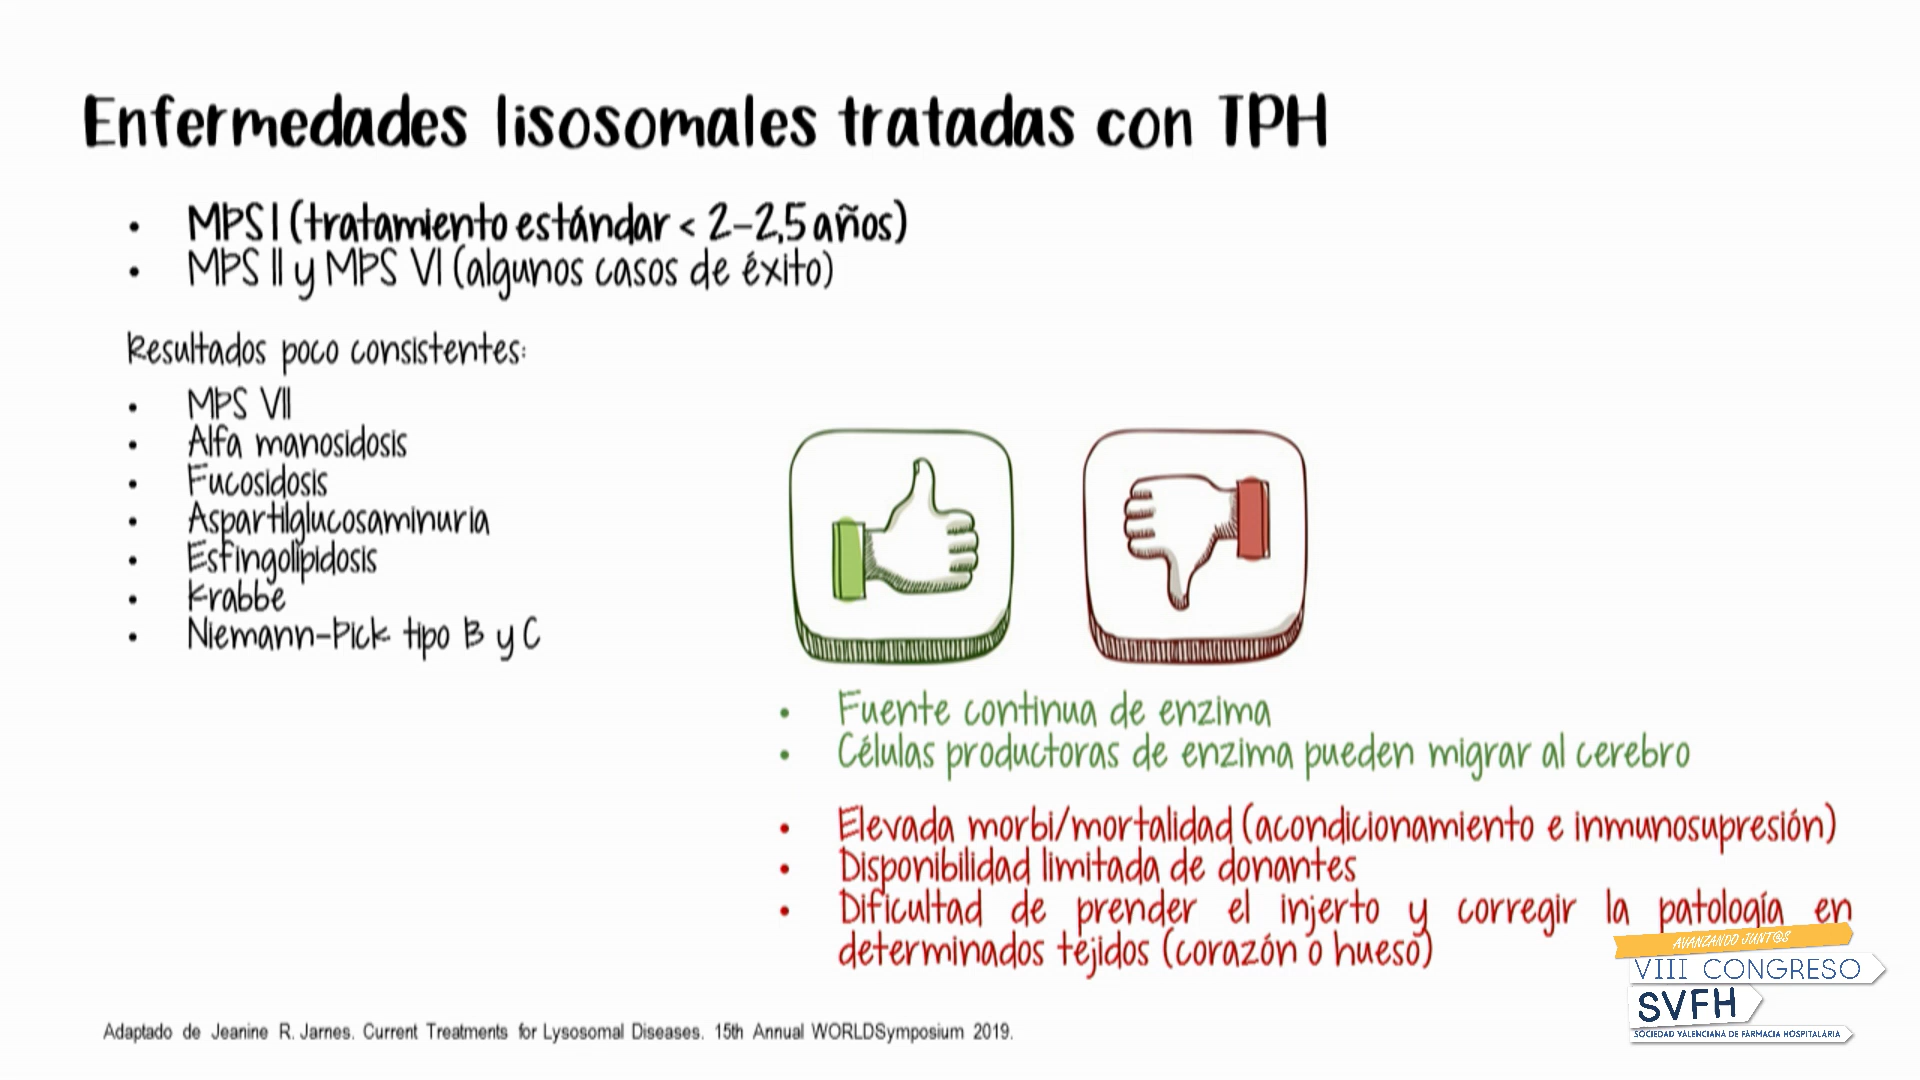 Enfermedades lisosomales tratadas con TPH
• MPS I (tratamiento estándar < 2-2,5 años)
• MPS II y MPS VI (algunos casos de éxito)
Resultados poco consistentes:
• MPS VII
• Alfa manosidosis
• Fucosidosis
• Aspartilglucosaminuria
• Esfingolipidosis
• Krabbe
• Niemann-Pick tipo B y C
• Fuente continua de enzima
• Células productoras de enzima pueden migrar al cerebro
• Elevada morbi/mortalidad (acondicionamiento e inmunosupresión)
• Disponibilidad limitada de donantes
• Dificultad de prender el injerto y corregir la patología en
determinados tejidos (corazón o hueso)
AVANZANDO JUNT@S
VIII CONGRESO
SVFH
SOCIEDAD VALENCIANA DE FARMACIA HOSPITALARIA
Adaptado de Jeanine R. Jarnes. Current Treatments for Lysosomal Diseases. 15th Annual WORLDSymposium 2019.